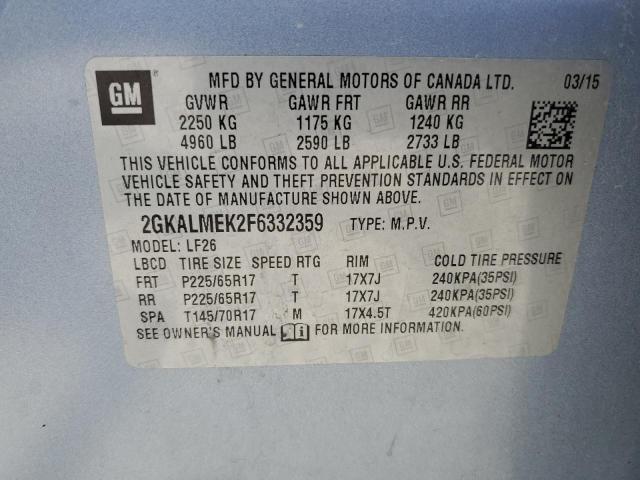 GM
MFD BY GENERAL MOTORS OF CANADA LTD. 03/15
GVWR GAWR FRT GAWR RR
2250 KG 1175 KG 1240 KG
4960 LB 2590 LB 2733 LB
THIS VEHICLE CONFORMS TO ALL APPLICABLE U.S. FEDERAL MOTOR
VEHICLE SAFETY AND THEFT PREVENTION STANDARDS IN EFFECT ON
THE DATE OF MANUFACTURE SHOWN ABOVE.
2GKALMEK2F6332359 TYPE: M.P.V.
MODEL: LF26
LBCD TIRE SIZE SPEED RTG RIM COLD TIRE PRESSURE
FRT P225/65R17 T 17X7J 240KPA(35PSI)
RR P225/65R17 T 17X7J 240KPA(35PSI)
SPA T145/70R17 M 17X4.5T 420KPA(60PSI)
SEE OWNER'S MANUAL FOR MORE INFORMATION.